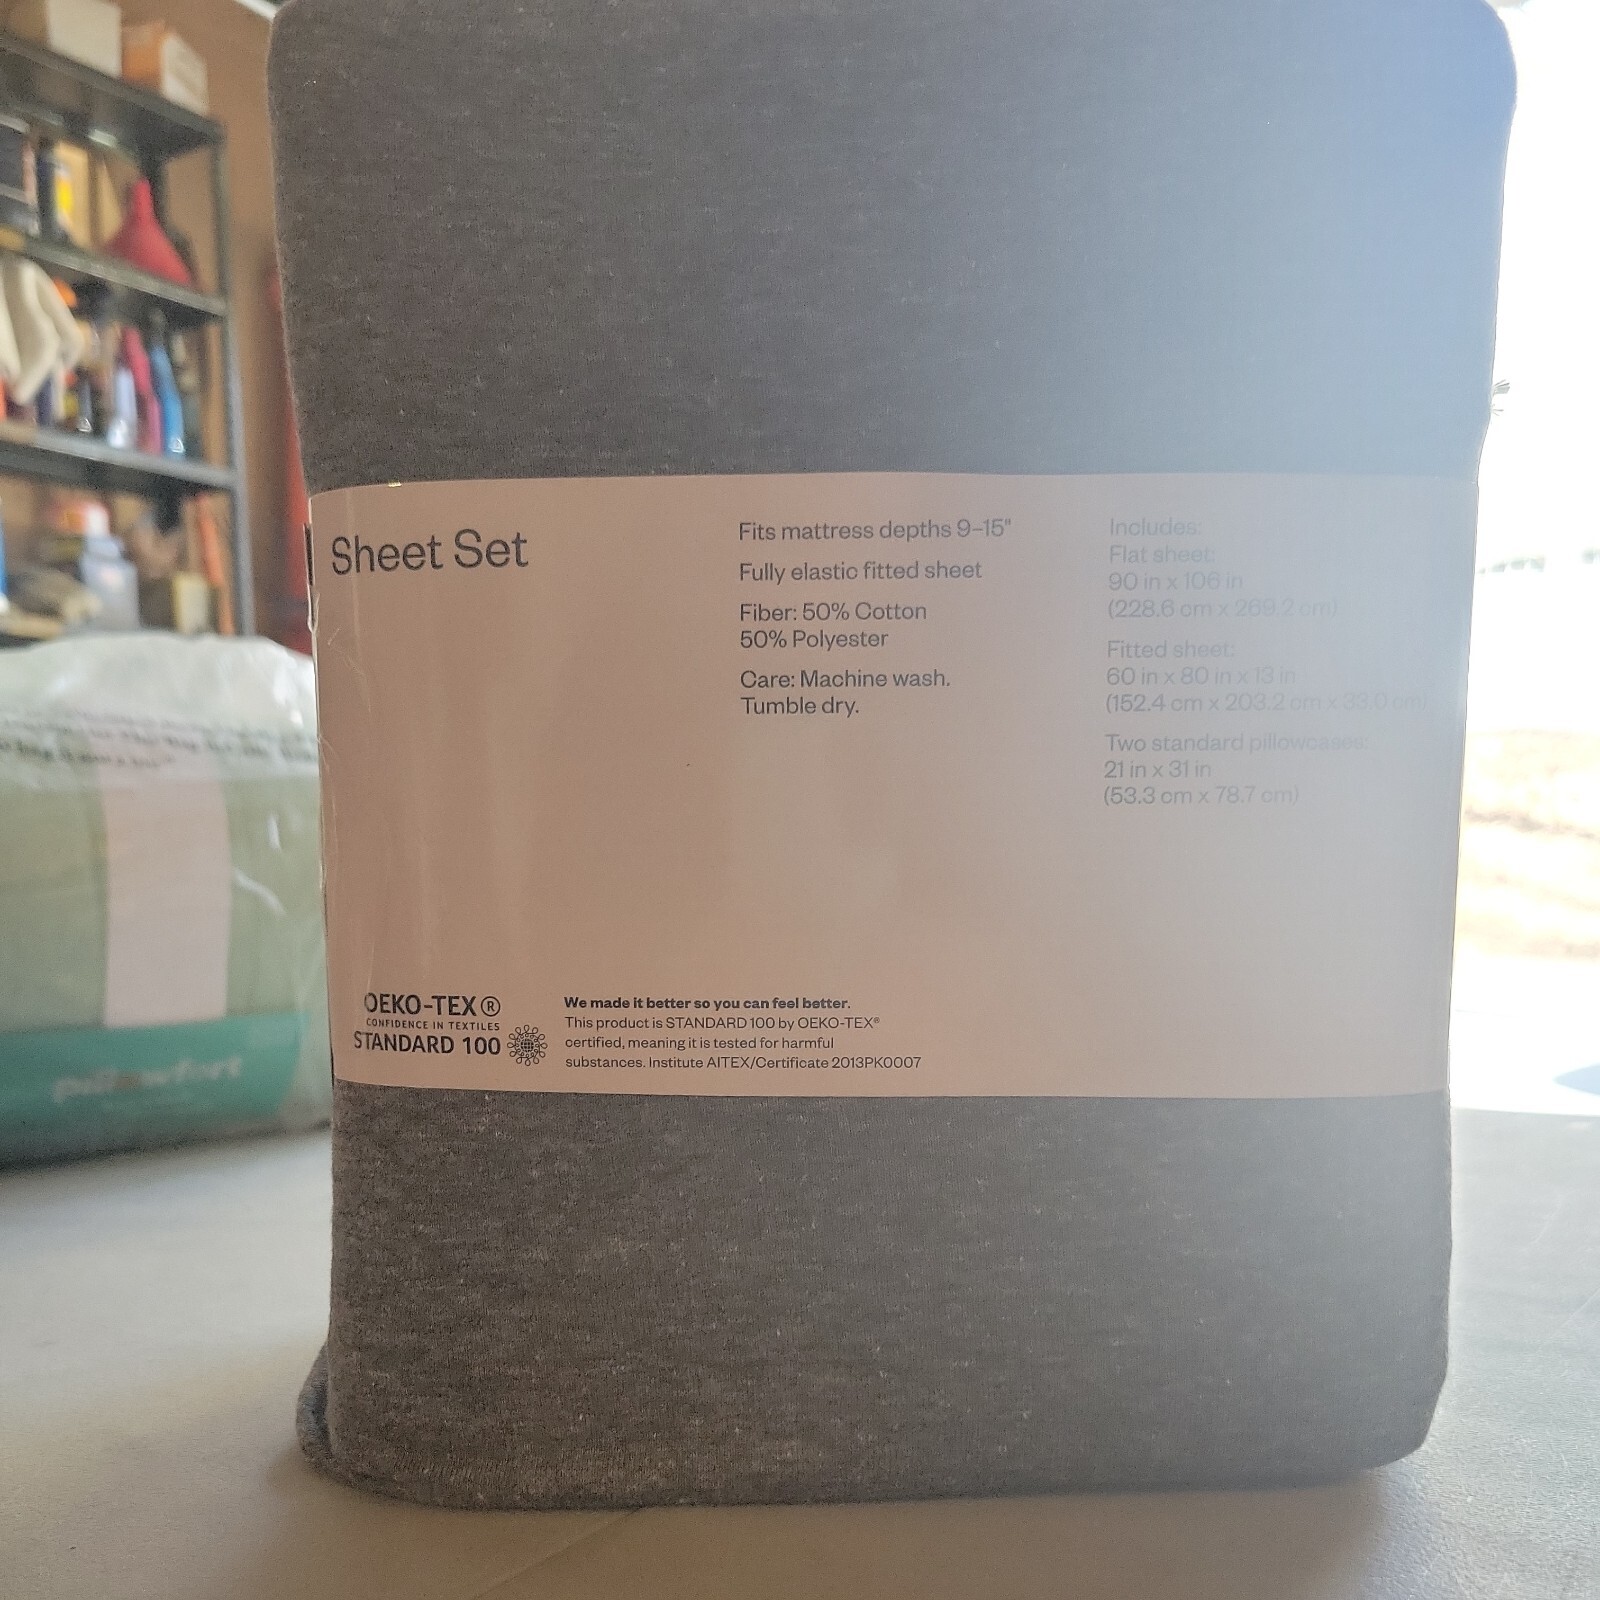 Sheet Set
Fits mattress depths 9–15"
Fully elastic fitted sheet
Fiber: 50% Cotton
50% Polyester
Care: Machine wash.
Tumble dry.
Includes:
Flat sheet:
90 in x 106 in
(228.6 cm x 269.2 cm)
Fitted sheet:
60 in x 80 in x 13 in
(152.4 cm x 203.2 cm x 33.0 cm)
Two standard pillowcases:
21 in x 31 in
(53.3 cm x 78.7 cm)
OEKO-TEX®
CONFIDENCE IN TEXTILES
STANDARD 100
We made it better so you can feel better.
This product is STANDARD 100 by OEKO-TEX®
certified, meaning it is tested for harmful
substances. Institute AITEX/Certificate 2013PK0007
pillowfort